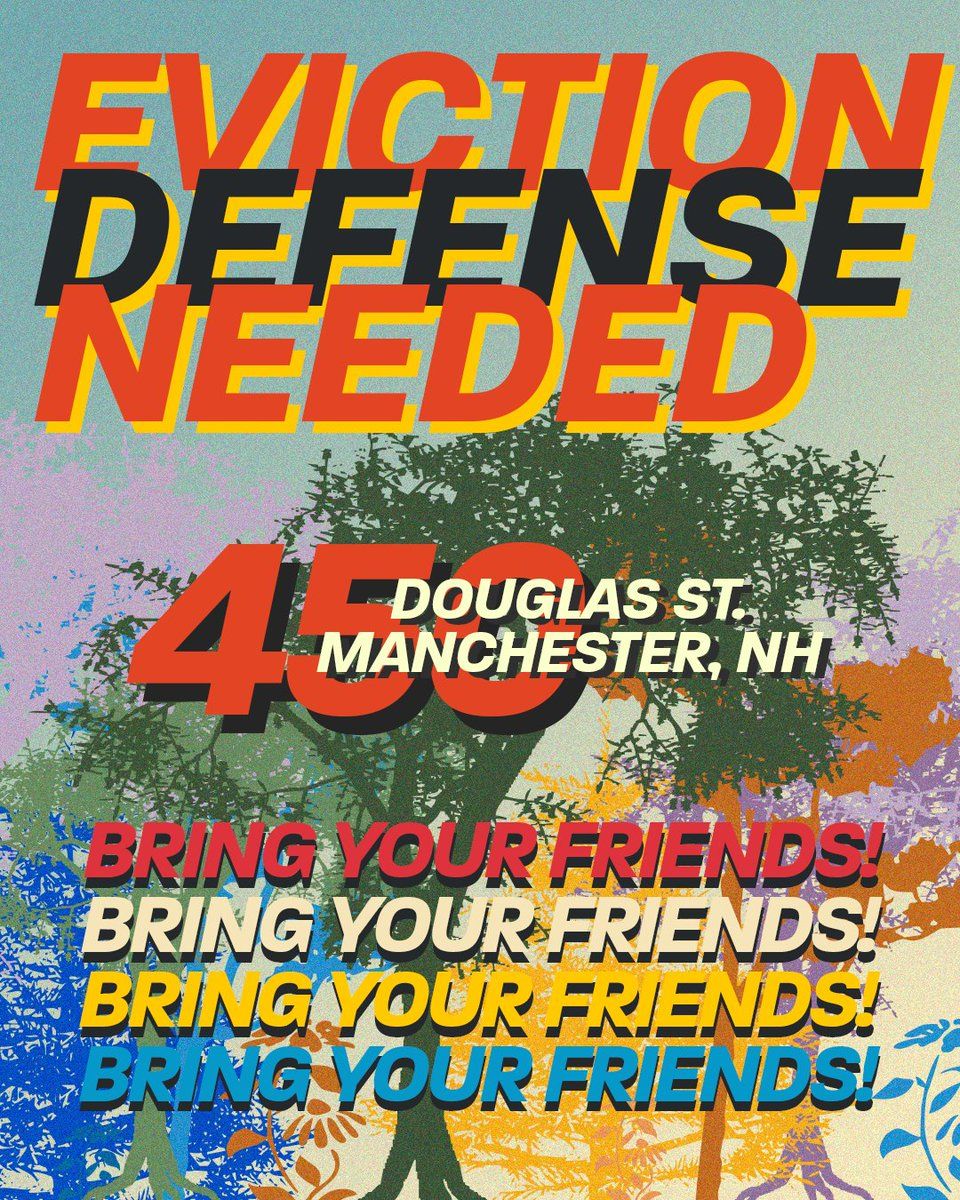 EVICTION
DEFENSE
NEEDED
458
DOUGLAS ST.
MANCHESTER, NH
BRING YOUR FRIENDS!
BRING YOUR FRIENDS!
BRING YOUR FRIENDS!
BRING YOUR FRIENDS!